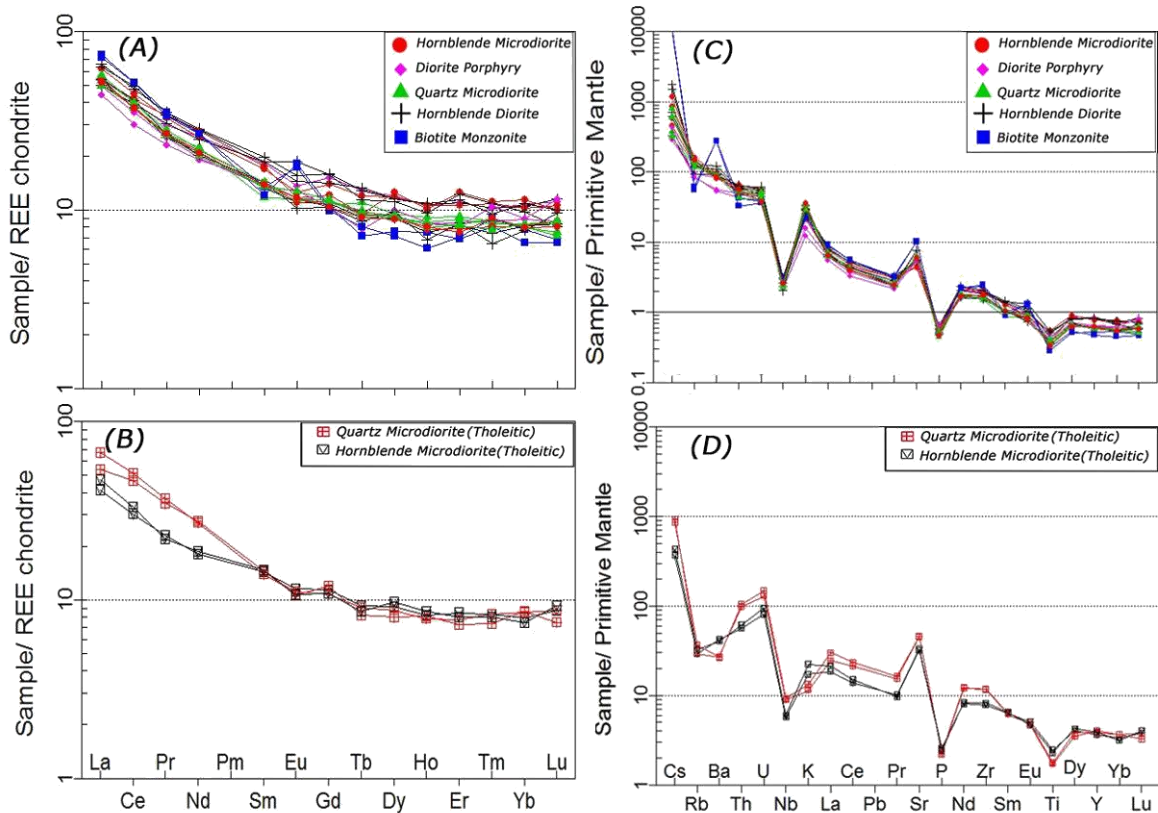 (A)
Sample/ REE chondrite
100
10
1
Hornblende Microdiorite
Diorite Porphyry
Quartz Microdiorite
Hornblende Diorite
Biotite Monzonite
(C)
Sample/ Primitive Mantle
10000
1000
100
10
1
0.1
Hornblende Microdiorite
Diorite Porphyry
Quartz Microdiorite
Hornblende Diorite
Biotite Monzonite
(B)
Sample/ REE chondrite
100
10
1
Quartz Microdiorite(Tholeitic)
Hornblende Microdiorite(Tholeitic)
La Pr Pm Eu Tb Ho Tm Lu
Ce Nd Sm Gd Dy Er Yb
(D)
Sample/ Primitive Mantle
10000
1000
100
10
1
Quartz Microdiorite(Tholeitic)
Hornblende Microdiorite(Tholeitic)
Cs Ba U K Ce Pr P Zr Eu Dy Yb
Rb Th Nb La Pb Sr Nd Sm Ti Y Lu